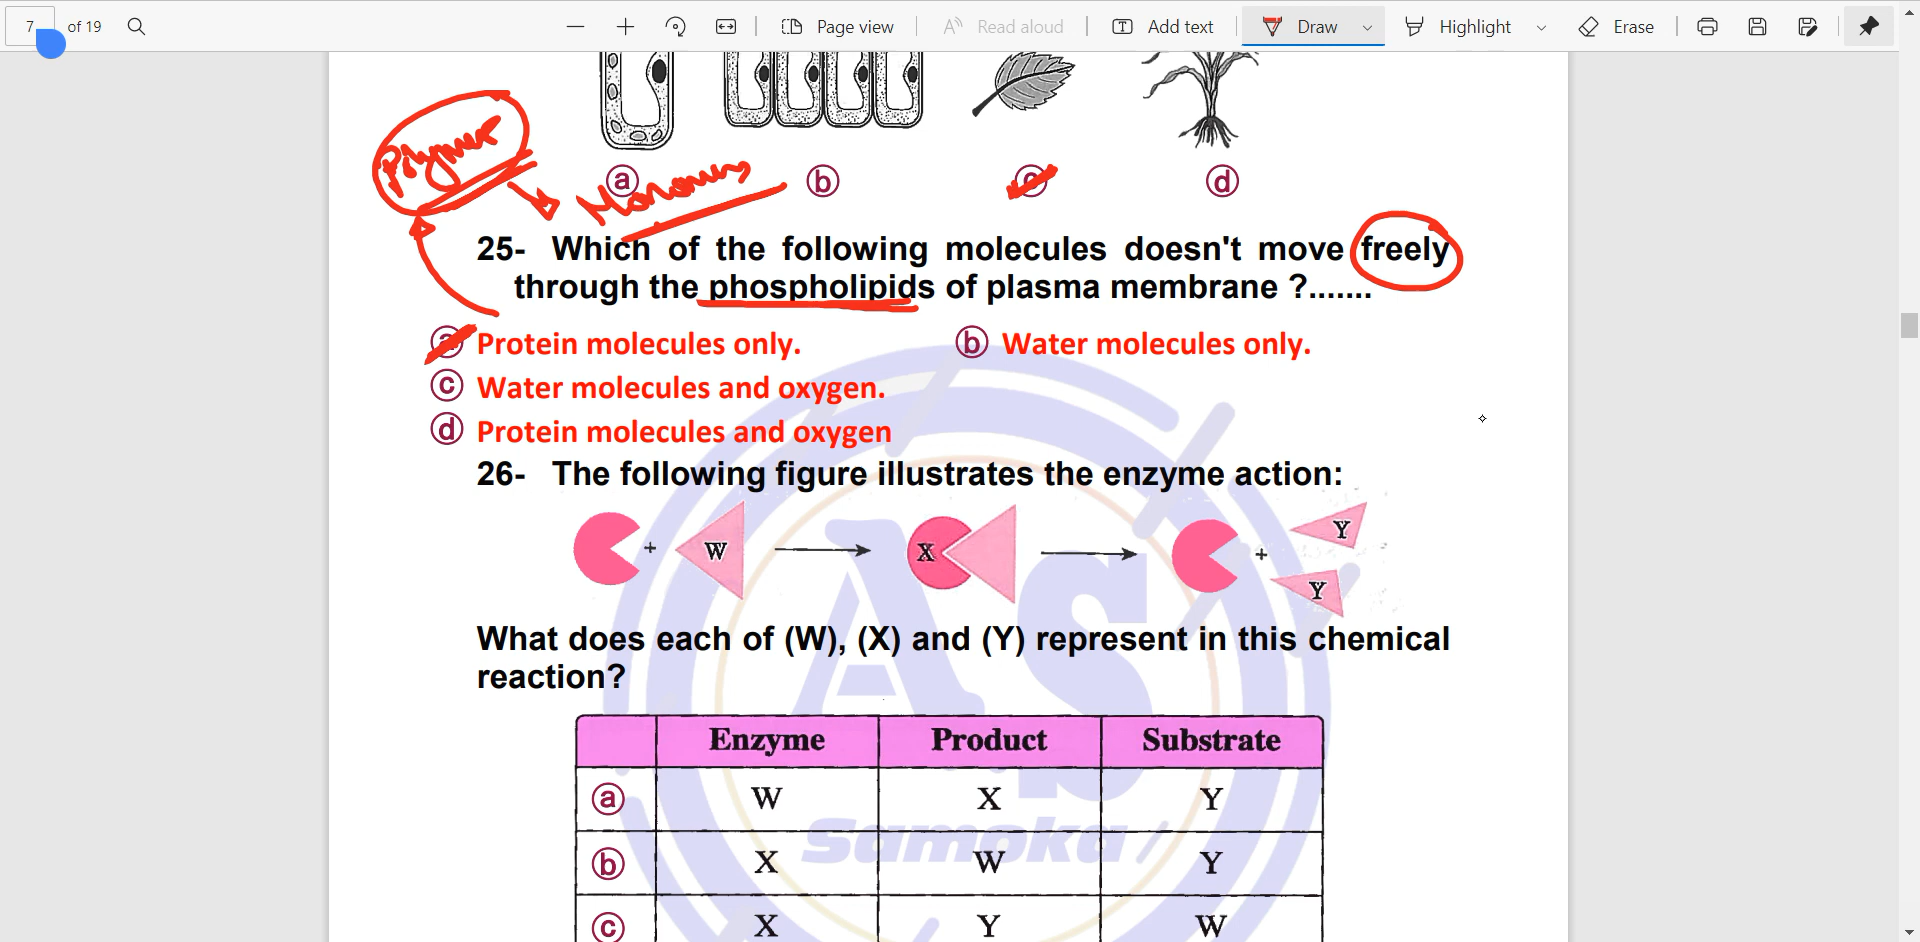 7 of 19 Page view Read aloud Add text Draw Highlight Erase
Polymer
Monomers
a b c d
25- Which of the following molecules doesn't move freely
through the phospholipids of plasma membrane ?.......
a Protein molecules only. b Water molecules only.
c Water molecules and oxygen.
d Protein molecules and oxygen
26- The following figure illustrates the enzyme action:
+ W X + Y
Y
What does each of (W), (X) and (Y) represent in this chemical
reaction?
Enzyme Product Substrate
a W X Y
b X W Y
c X Y W
AS
Samoka